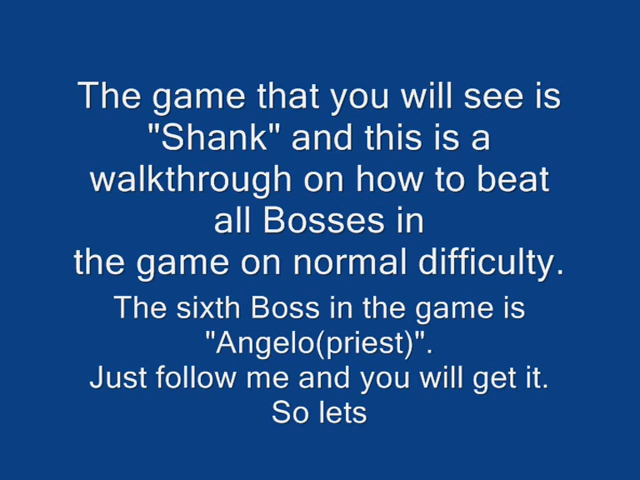 The game that you will see is
"Shank" and this is a
walkthrough on how to beat
all Bosses in
the game on normal difficulty.
The sixth Boss in the game is
"Angelo(priest)".
Just follow me and you will get it.
So lets